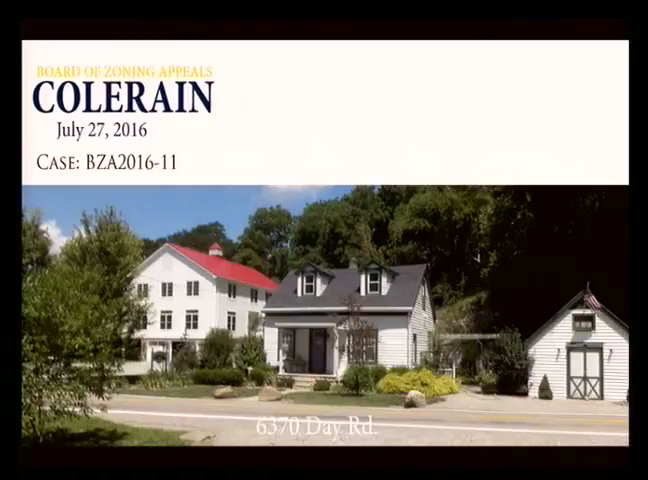 BOARD OF ZONING APPEALS
COLERAIN
July 27, 2016
CASE: BZA2016-11
6370 Day Rd.